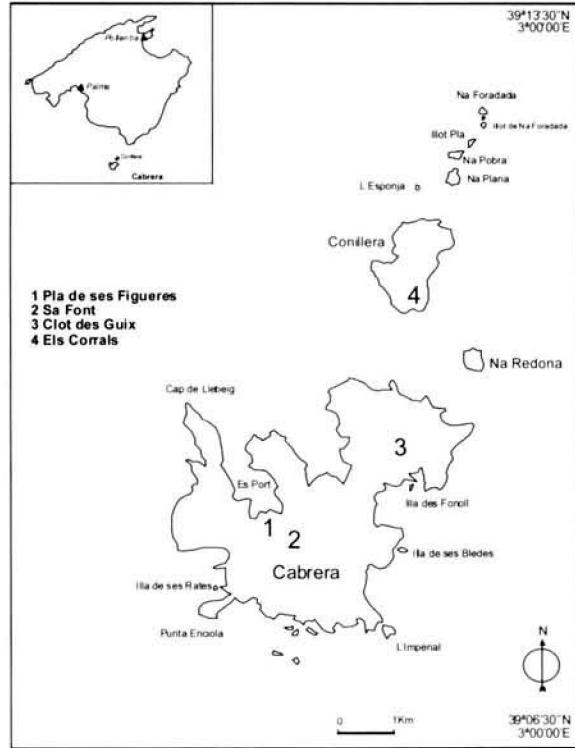 39°13'30"N
3°00'00"E
Pollentia
Palma
Conillera
Cabrera
Na Foradada
Illot de Na Foradada
Illot Pla
Na Pobra
Na Plana
L'Esponja
Conillera
4
1 Pla de ses Figueres
2 Sa Font
3 Clot des Guix
4 Els Corrals
Na Redona
Cap de Llebeig
3
Es Port
Illa des Fonoll
1
2
Illa de ses Bledes
Cabrera
Illa de ses Rates
Punta Enciola
L'Imperial
N
0 1Km
39°06'30"N
3°00'00"E